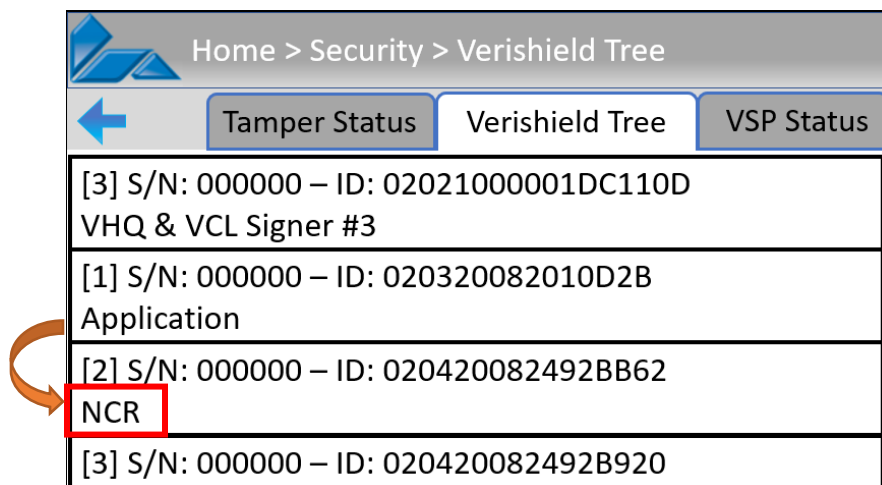 Home > Security > Verishield Tree
Tamper Status Verishield Tree VSP Status
[3] S/N: 000000 – ID: 02021000001DC110D
VHQ & VCL Signer #3
[1] S/N: 000000 – ID: 020320082010D2B
Application
[2] S/N: 000000 – ID: 020420082492BB62
NCR
[3] S/N: 000000 – ID: 020420082492B920